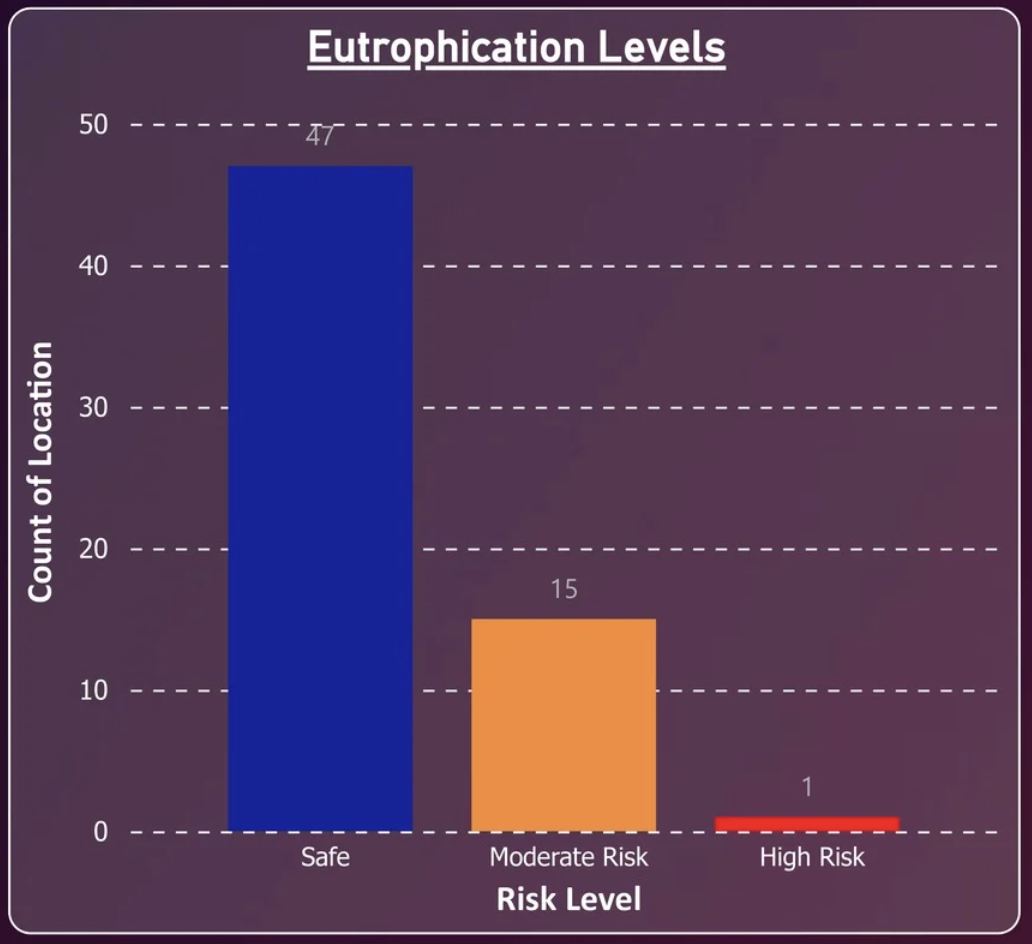 Eutrophication Levels
50
47
40
30
20
15
10
1
0
Count of Location
Safe
Moderate Risk
High Risk
Risk Level